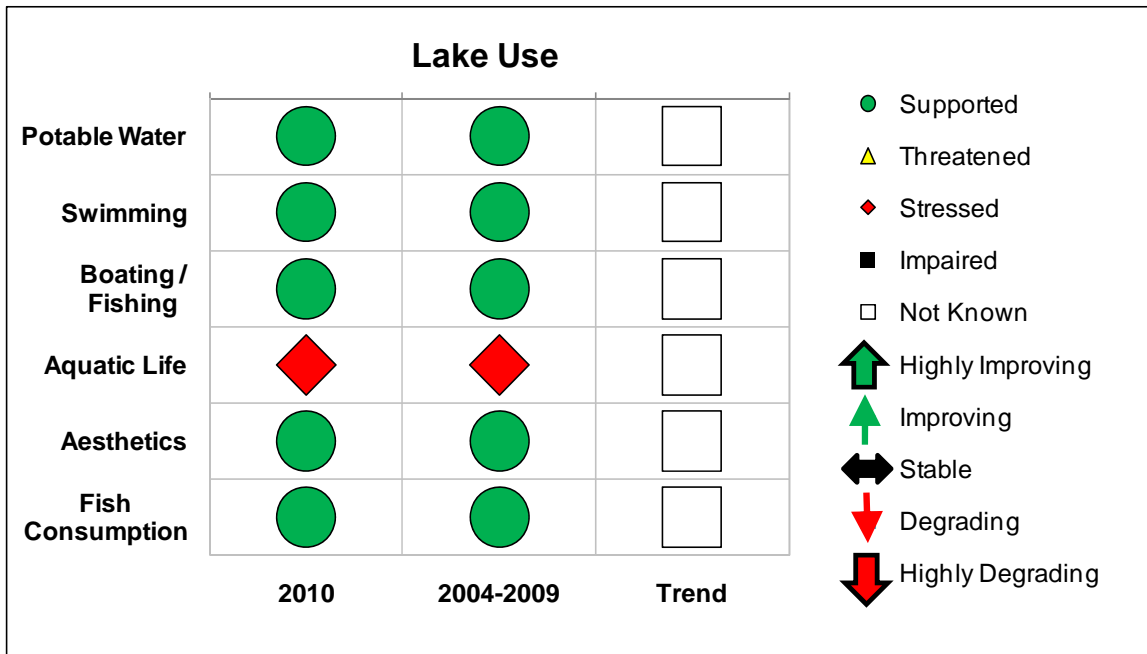 Lake Use
Potable Water
Swimming
Boating /
Fishing
Aquatic Life
Aesthetics
Fish
Consumption
2010
2004-2009
Trend
Supported
Threatened
Stressed
Impaired
Not Known
Highly Improving
Improving
Stable
Degrading
Highly Degrading